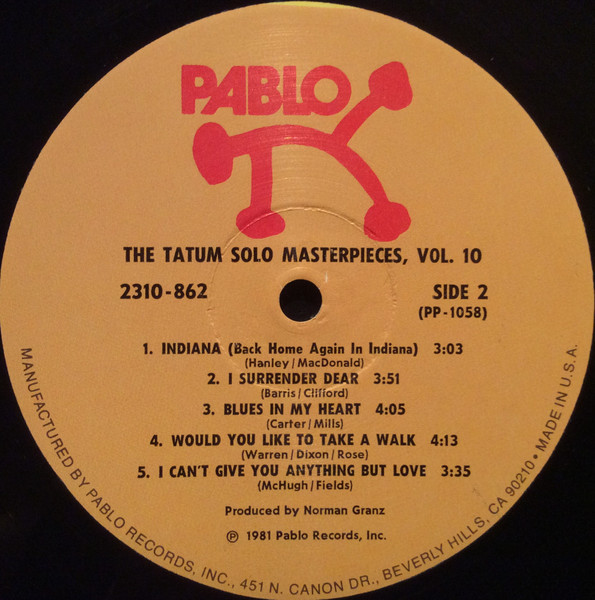 PABLO
THE TATUM SOLO MASTERPIECES, VOL. 10
2310-862
SIDE 2
(PP-1058)
1. INDIANA (Back Home Again In Indiana) 3:03
(Hanley/MacDonald)
2. I SURRENDER DEAR 3:51
(Barris/Clifford)
3. BLUES IN MY HEART 4:05
(Carter/Mills)
4. WOULD YOU LIKE TO TAKE A WALK 4:13
(Warren/Dixon/Rose)
5. I CAN'T GIVE YOU ANYTHING BUT LOVE 3:35
(McHugh/Fields)
Produced by Norman Granz
℗ 1981 Pablo Records, Inc.
MANUFACTURED BY PABLO RECORDS, INC., 451 N. CANON DR., BEVERLY HILLS, CA 90210 • MADE IN U.S.A.